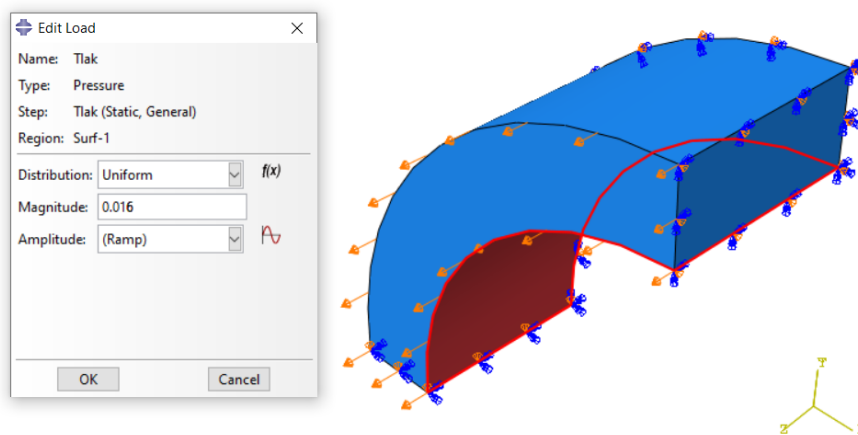 Edit Load
Name: Tlak
Type: Pressure
Step: Tlak (Static, General)
Region: Surf-1
Distribution: Uniform f(x)
Magnitude: 0.016
Amplitude: (Ramp)
OK Cancel
Y
Z